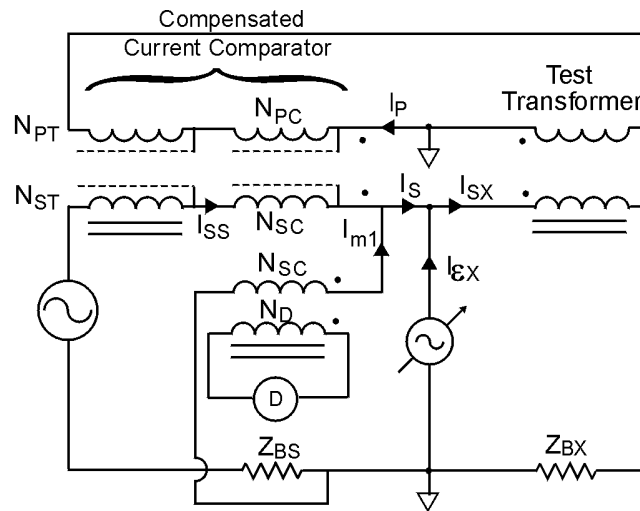 Compensated
Current Comparator
Test
Transformer
N_PT
N_PC
I_P
N_ST
I_SS
N_SC
I_m1
I_S
I_SX
N_SC
N_D
I_εX
D
Z_BS
Z_BX